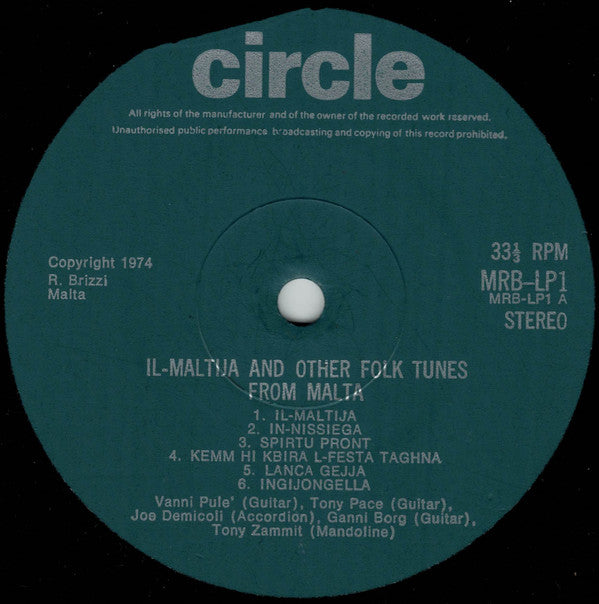 circle
All rights of the manufacturer and of the owner of the recorded work reserved.
Unauthorised public performance broadcasting and copying of this record prohibited.
Copyright 1974
R. Brizzi
Malta
33⅓ RPM
MRB-LP1
MRB-LP1 A
STEREO
IL-MALTIJA AND OTHER FOLK TUNES
FROM MALTA
1. IL-MALTIJA
2. IN-NISSIEGA
3. SPIRTU PRONT
4. KEMM HI KBIRA L-FESTA TAGHNA
5. LANCA GEJJA
6. INGIJONGELLA
Vanni Pule' (Guitar), Tony Pace (Guitar),
Joe Demicoli (Accordion), Ganni Borg (Guitar),
Tony Zammit (Mandoline)